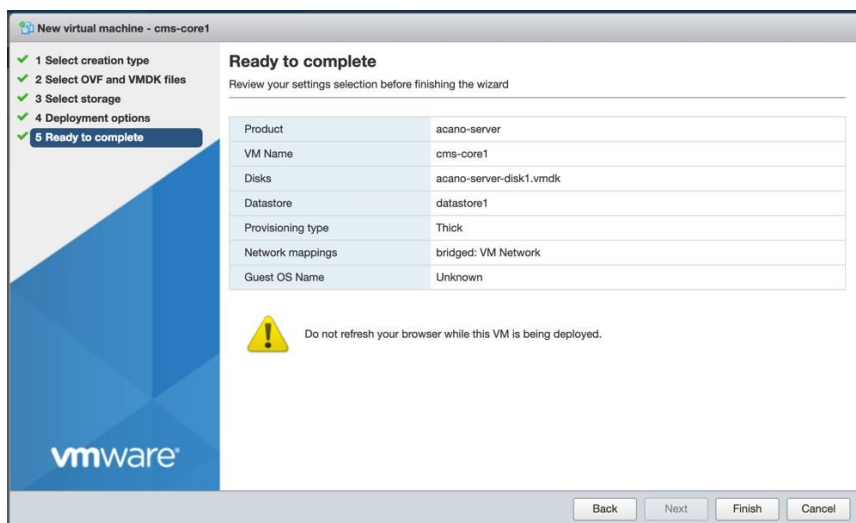 New virtual machine - cms-core1
1 Select creation type
2 Select OVF and VMDK files
3 Select storage
4 Deployment options
5 Ready to complete
Ready to complete
Review your settings selection before finishing the wizard
Product acano-server
VM Name cms-core1
Disks acano-server-disk1.vmdk
Datastore datastore1
Provisioning type Thick
Network mappings bridged: VM Network
Guest OS Name Unknown
Do not refresh your browser while this VM is being deployed.
vmware®
Back Next Finish Cancel